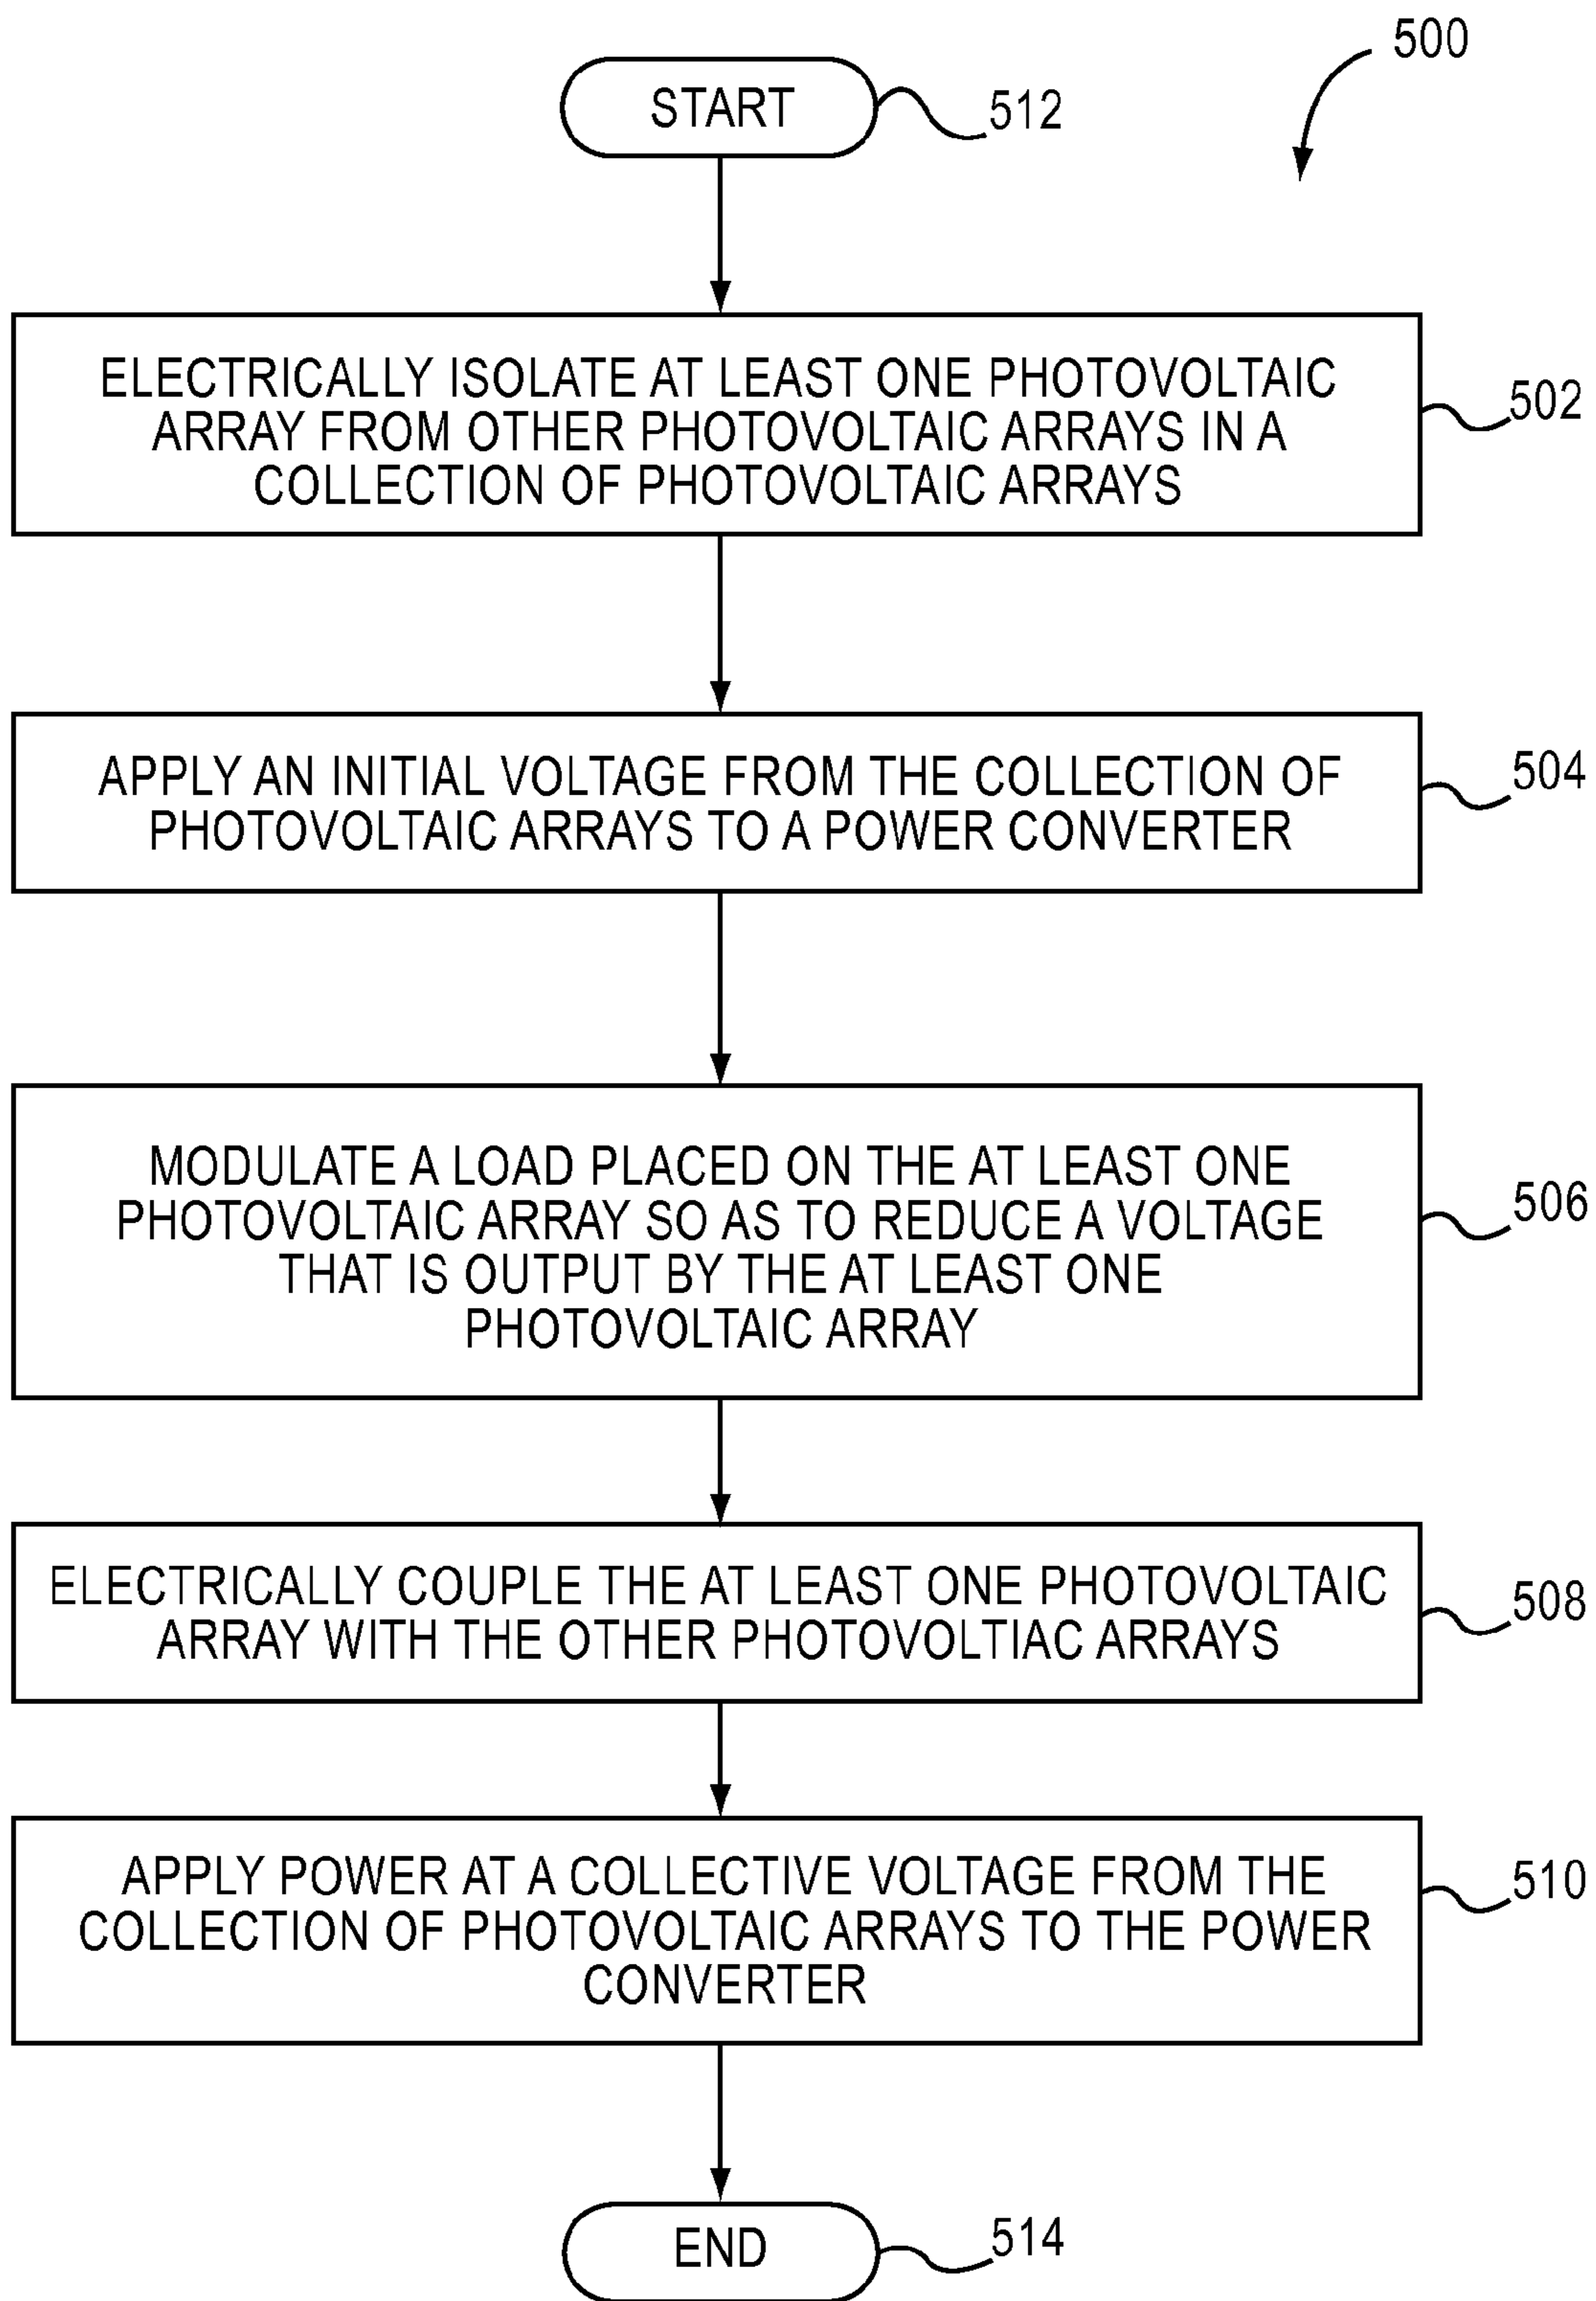 500
START
512
ELECTRICALLY ISOLATE AT LEAST ONE PHOTOVOLTAIC
ARRAY FROM OTHER PHOTOVOLTAIC ARRAYS IN A
COLLECTION OF PHOTOVOLTAIC ARRAYS
502
APPLY AN INITIAL VOLTAGE FROM THE COLLECTION OF
PHOTOVOLTAIC ARRAYS TO A POWER CONVERTER
504
MODULATE A LOAD PLACED ON THE AT LEAST ONE
PHOTOVOLTAIC ARRAY SO AS TO REDUCE A VOLTAGE
THAT IS OUTPUT BY THE AT LEAST ONE
PHOTOVOLTAIC ARRAY
506
ELECTRICALLY COUPLE THE AT LEAST ONE PHOTOVOLTAIC
ARRAY WITH THE OTHER PHOTOVOLTIAC ARRAYS
508
APPLY POWER AT A COLLECTIVE VOLTAGE FROM THE
COLLECTION OF PHOTOVOLTAIC ARRAYS TO THE POWER
CONVERTER
510
END
514